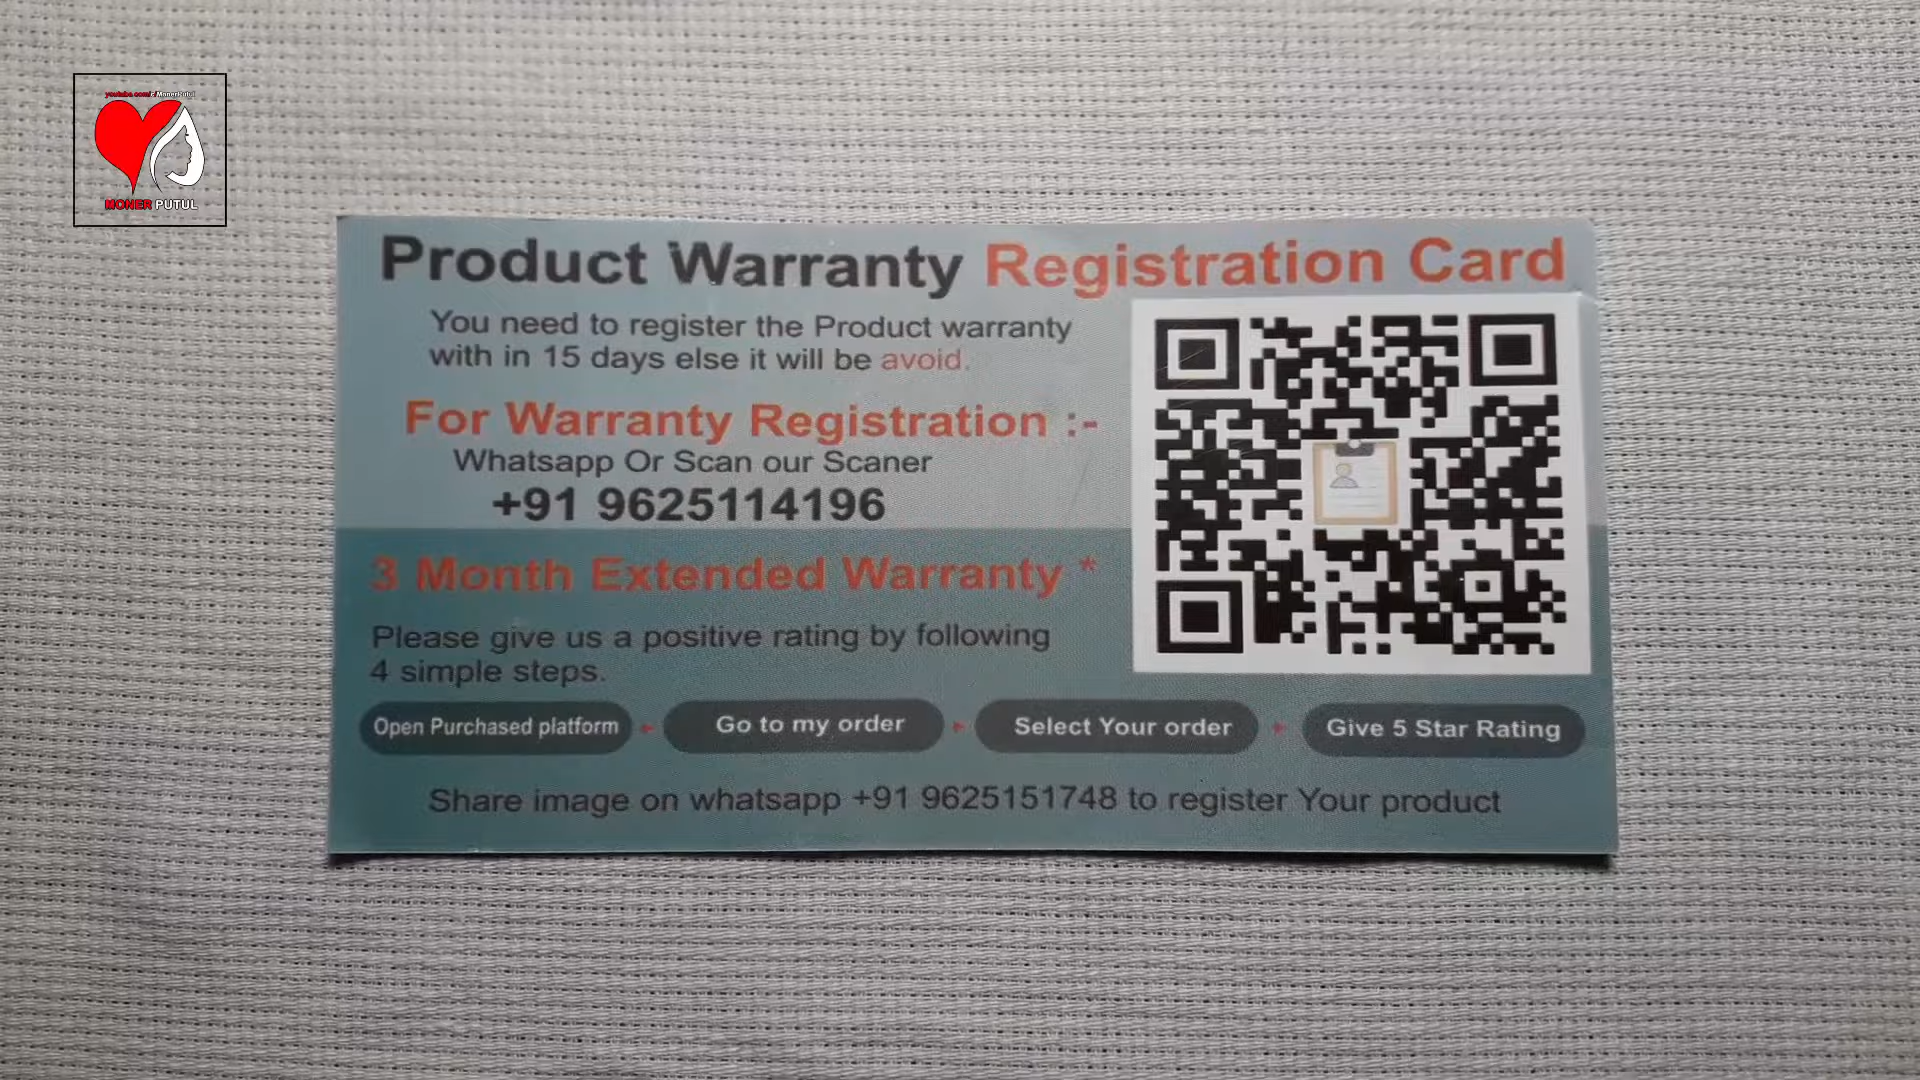 youtube.com/c/MonerPutul
MONER PUTUL
Product Warranty Registration Card
You need to register the Product warranty
with in 15 days else it will be avoid.
For Warranty Registration :-
Whatsapp Or Scan our Scaner
+91 9625114196
3 Month Extended Warranty *
Please give us a positive rating by following
4 simple steps.
Open Purchased platform
Go to my order
Select Your order
Give 5 Star Rating
Share image on whatsapp +91 9625151748 to register Your product